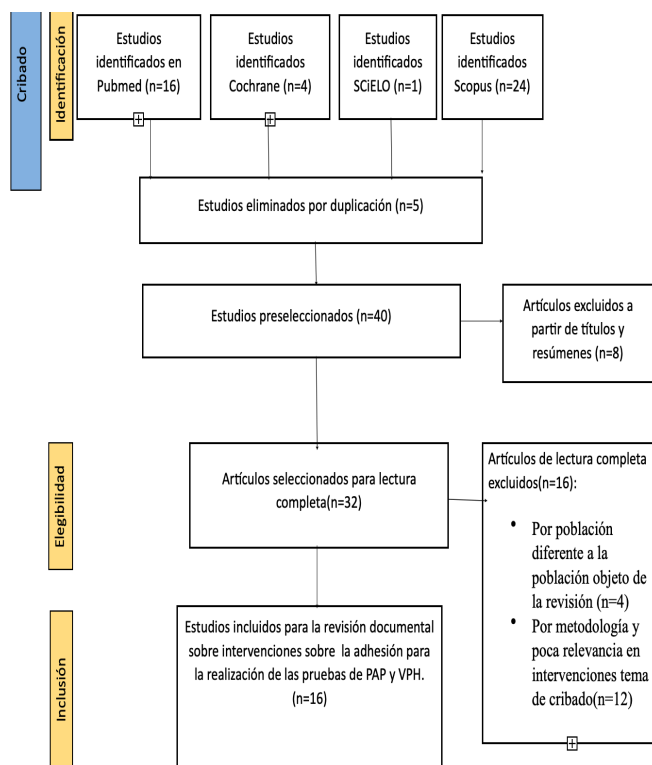 Cribado
Identificación
Estudios
identificados en
Pubmed (n=16)
Estudios
identificados
Cochrane (n=4)
Estudios
identificados
SCiELO (n=1)
Estudios
identificados
Scopus (n=24)
Estudios eliminados por duplicación (n=5)
Estudios preseleccionados (n=40)
Artículos excluidos a
partir de títulos y
resúmenes (n=8)
Elegibilidad
Artículos seleccionados para lectura
completa(n=32)
Artículos de lectura completa
excluidos(n=16):
• Por población
diferente a la
población objeto de
la revisión (n=4)
• Por metodología y
poca relevancia en
intervenciones tema
de cribado(n=12)
Inclusión
Estudios incluidos para la revisión documental
sobre intervenciones sobre la adhesión para
la realización de las pruebas de PAP y VPH.
(n=16)